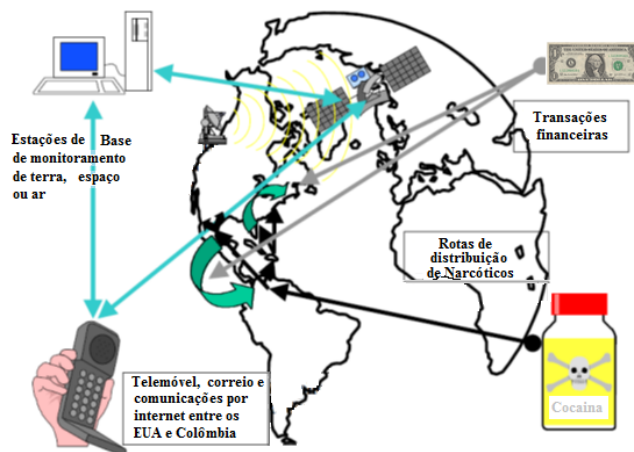 Estações de Base
de monitoramento
de terra, espaço
ou ar
Transações
financeiras
Rotas de
distribuição
de Narcóticos
Telemóvel, correio e
comunicações por
internet entre os
EUA e Colômbia
Cocaina